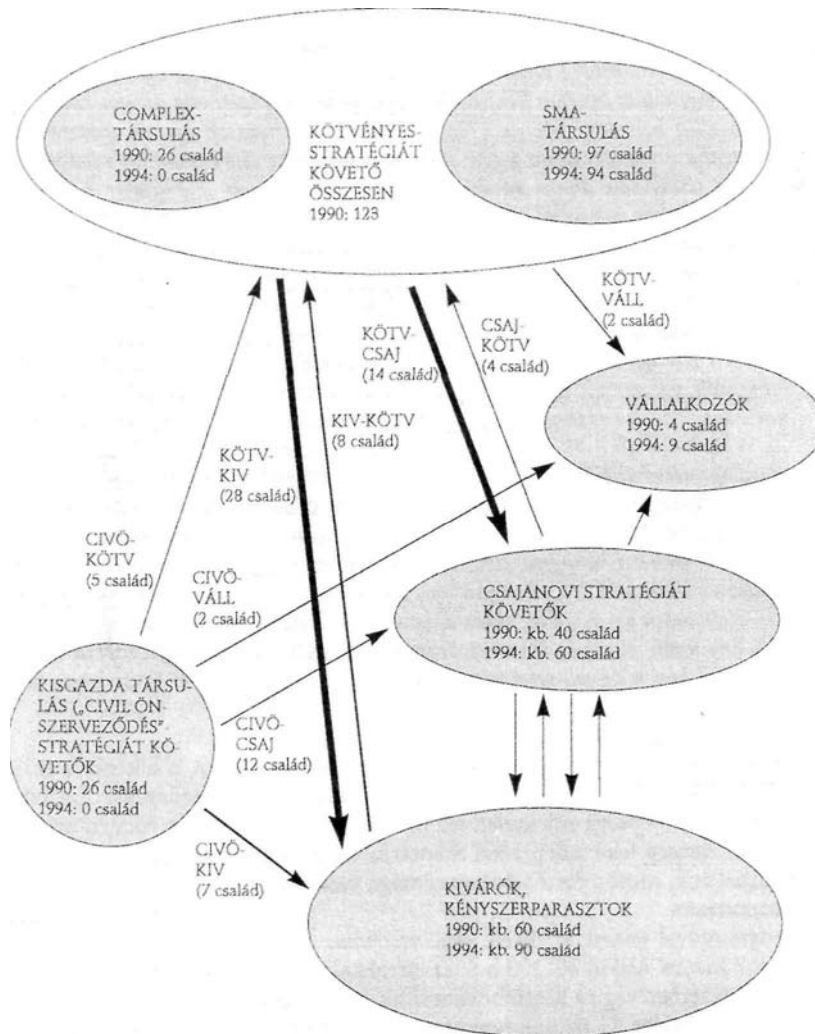 COMPLEX-
TÁRSULÁS
1990: 26 család
1994: 0 család
KÖTVÉNYES-
STRATÉGIÁT
KÖVETŐ
ÖSSZESEN
1990: 123
SMA-
TÁRSULÁS
1990: 97 család
1994: 94 család
KÖTV-
VÁLL
(2 család)
KÖTV-
CSAJ
(14 család)
CSAJ-
KÖTV
(4 család)
VÁLLALKOZÓK
1990: 4 család
1994: 9 család
KIV-KÖTV
(8 család)
KÖTV-
KIV
(28 család)
CIVÖ-
KÖTV
(5 család)
CIVÖ-
VÁLL
(2 család)
CSAJANOVI STRATÉGIÁT
KÖVETŐK
1990: kb. 40 család
1994: kb. 60 család
KISGAZDA TÁRSU-
LÁS („CIVIL ÖN-
SZERVEZŐDÉS"-
STRATÉGIÁT KÖ-
VETŐK
1990: 26 család
1994: 0 család
CIVÖ-
CSAJ
(12 család)
CIVÖ-
KIV
(7 család)
KIVÁRÓK,
KÉNYSZERPARASZTOK
1990: kb. 60 család
1994: kb. 90 család